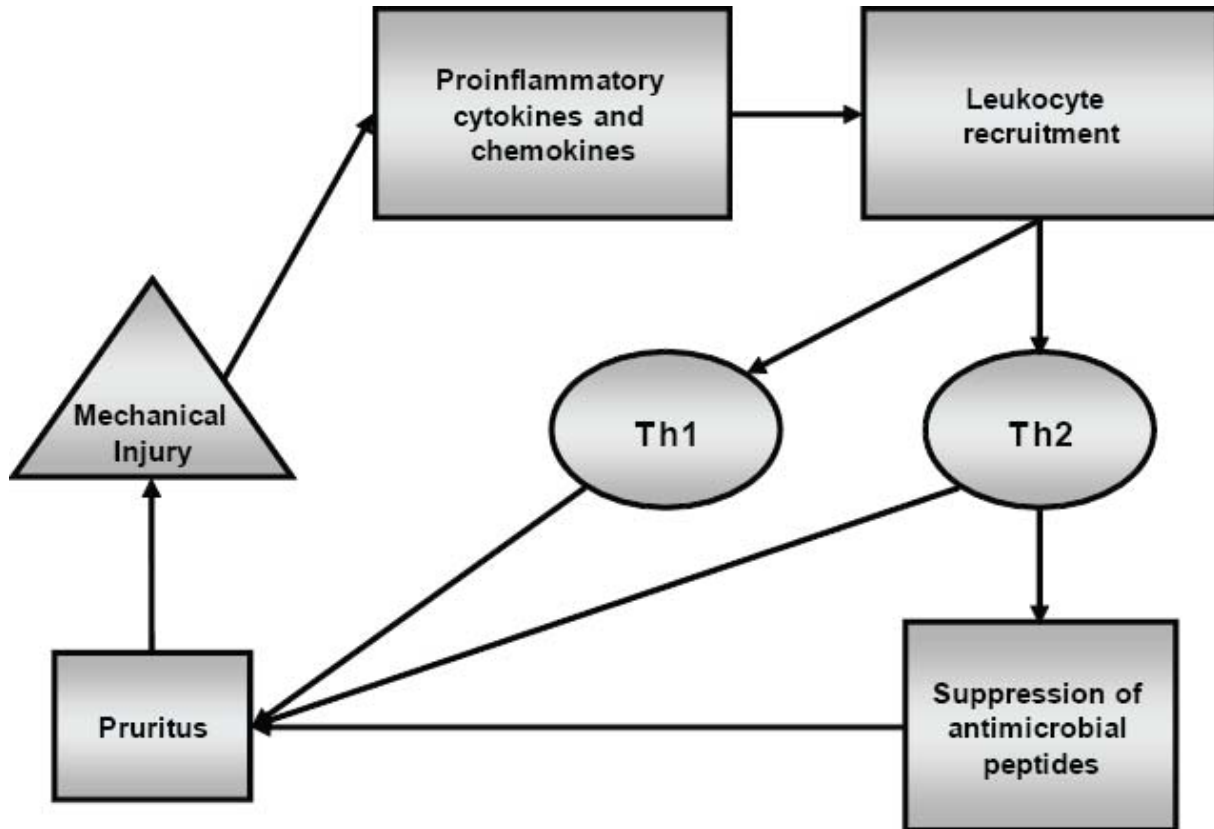 Proinflammatory
cytokines and
chemokines
Leukocyte
recruitment
Mechanical
Injury
Th1
Th2
Pruritus
Suppression of
antimicrobial
peptides